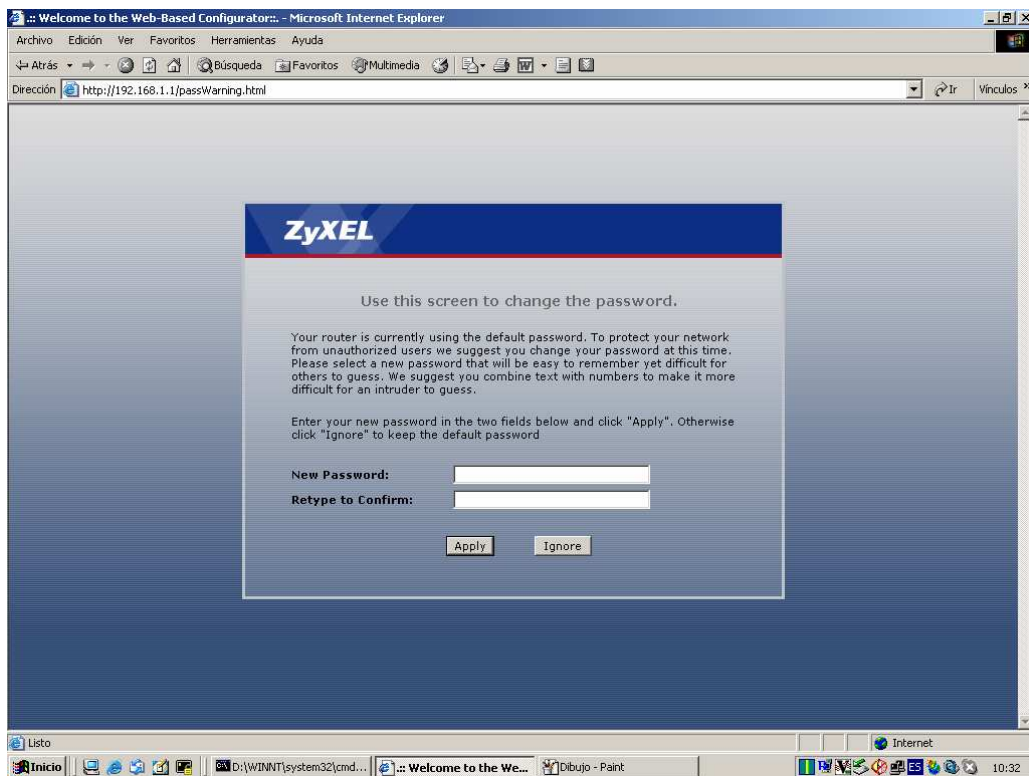 .:: Welcome to the Web-Based Configurator::. - Microsoft Internet Explorer
Archivo Edición Ver Favoritos Herramientas Ayuda
Atrás Búsqueda Favoritos Multimedia
Dirección http://192.168.1.1/passWarning.html Ir Vínculos »
ZyXEL
Use this screen to change the password.
Your router is currently using the default password. To protect your network
from unauthorized users we suggest you change your password at this time.
Please select a new password that will be easy to remember yet difficult for
others to guess. We suggest you combine text with numbers to make it more
difficult for an intruder to guess.
Enter your new password in the two fields below and click "Apply". Otherwise
click "Ignore" to keep the default password
New Password:
Retype to Confirm:
Apply Ignore
Listo Internet
Inicio D:\WINNT\system32\cmd... .:: Welcome to the We... Dibujo - Paint ES 10:32